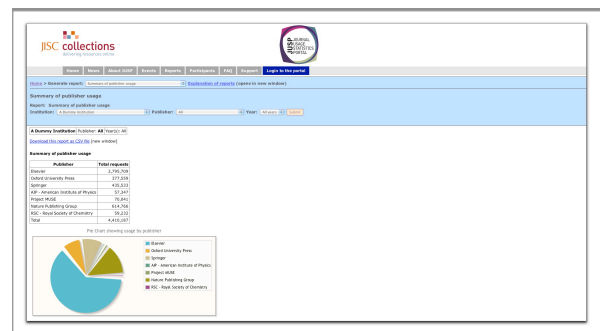 JISC collections
delivering resources online
JOURNAL
USAGE
STATISTICS
PORTAL
Home News About JUSP Events Reports Participants FAQ Support Login to the portal
Home > Generate report: Summary of publisher usage Explanation of reports (opens in new window)
Summary of publisher usage
Report: Summary of publisher usage
Institution: A Dummy Institution Publisher: All Year: All years Submit
A Dummy Institution Publisher: All Year(s): All
Download this report as CSV file (new window)
Summary of publisher usage
Publisher Total requests
Elsevier 2,795,709
Oxford University Press 377,559
Springer 435,533
AIP - American Institute of Physics 57,347
Project MUSE 70,041
Nature Publishing Group 614,766
RSC - Royal Society of Chemistry 59,232
Total 4,410,187
Pie Chart showing usage by publisher
Elsevier
Oxford University Press
Springer
AIP - American Institute of Physics
Project MUSE
Nature Publishing Group
RSC - Royal Society of Chemistry